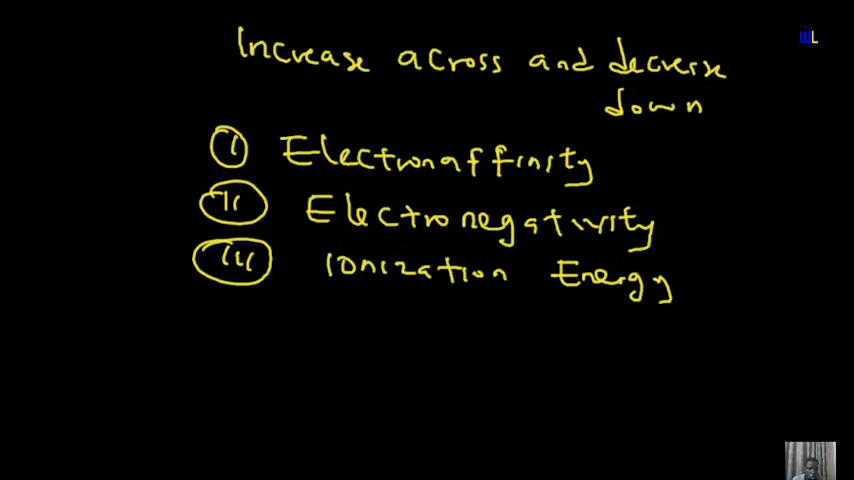 Increase across and decrease
down
(i) Electronaffinity
(ii) Electronegativity
(iii) Ionization Energy